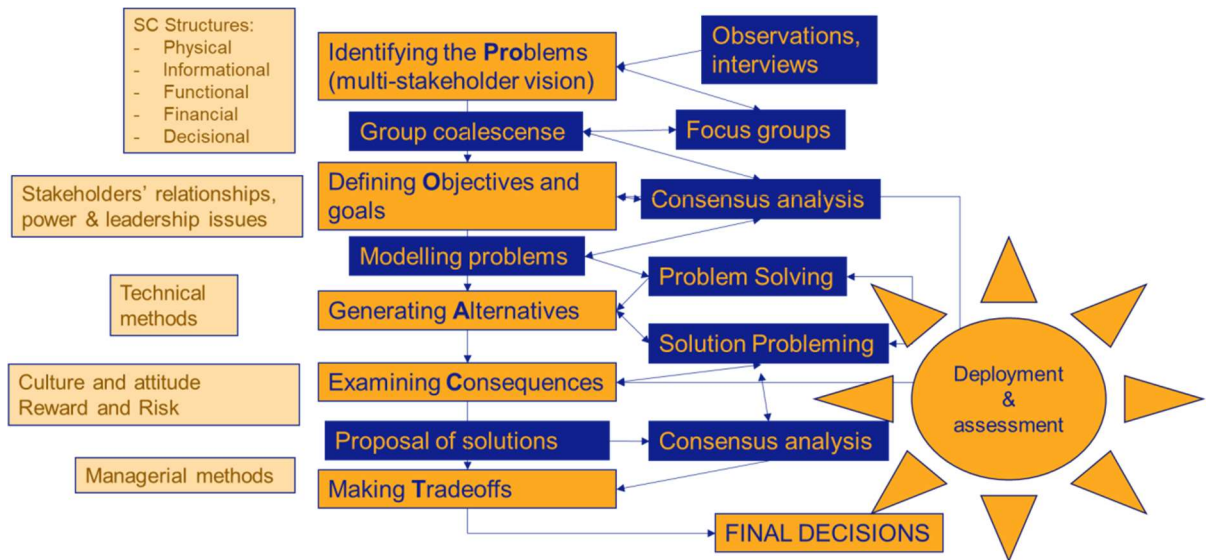 SC Structures:
- Physical
- Informational
- Functional
- Financial
- Decisional
Identifying the Problems
(multi-stakeholder vision)
Observations,
interviews
Group coalescense
Focus groups
Stakeholders’ relationships,
power & leadership issues
Defining Objectives and
goals
Consensus analysis
Modelling problems
Problem Solving
Technical
methods
Generating Alternatives
Solution Probleming
Culture and attitude
Reward and Risk
Examining Consequences
Deployment
&
assessment
Proposal of solutions
Consensus analysis
Managerial methods
Making Tradeoffs
FINAL DECISIONS